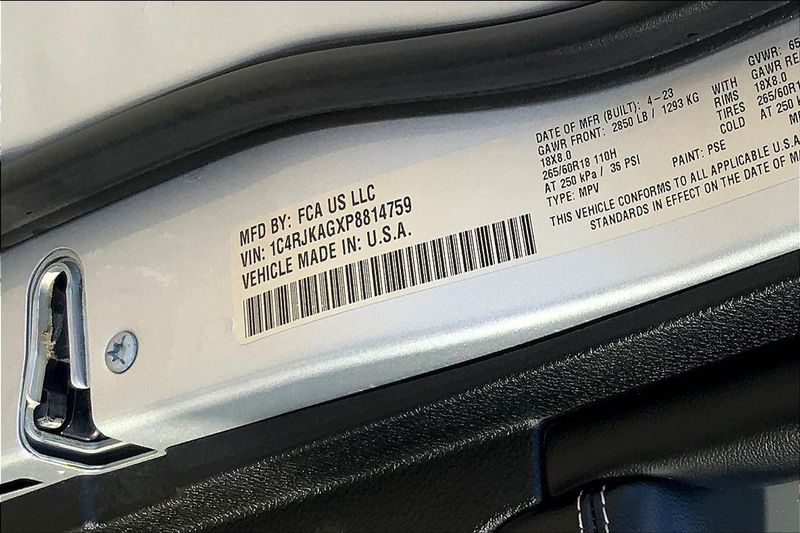 MFD BY: FCA US LLC
VIN: 1C4RJKAGXP8814759
VEHICLE MADE IN: U.S.A.
DATE OF MFR (BUILT): 4-23
GAWR FRONT: 2850 LB / 1293 KG WITH
18X8.0 RIMS
265/60R18 110H TIRES
AT 250 kPa / 35 PSI COLD
TYPE: MPV PAINT: PSE
GVWR: 65
GAWR
18X8.0
265/60R1
AT 250
THIS VEHICLE CONFORMS TO ALL APPLICABLE U.S.A
STANDARDS IN EFFECT ON THE DATE OF